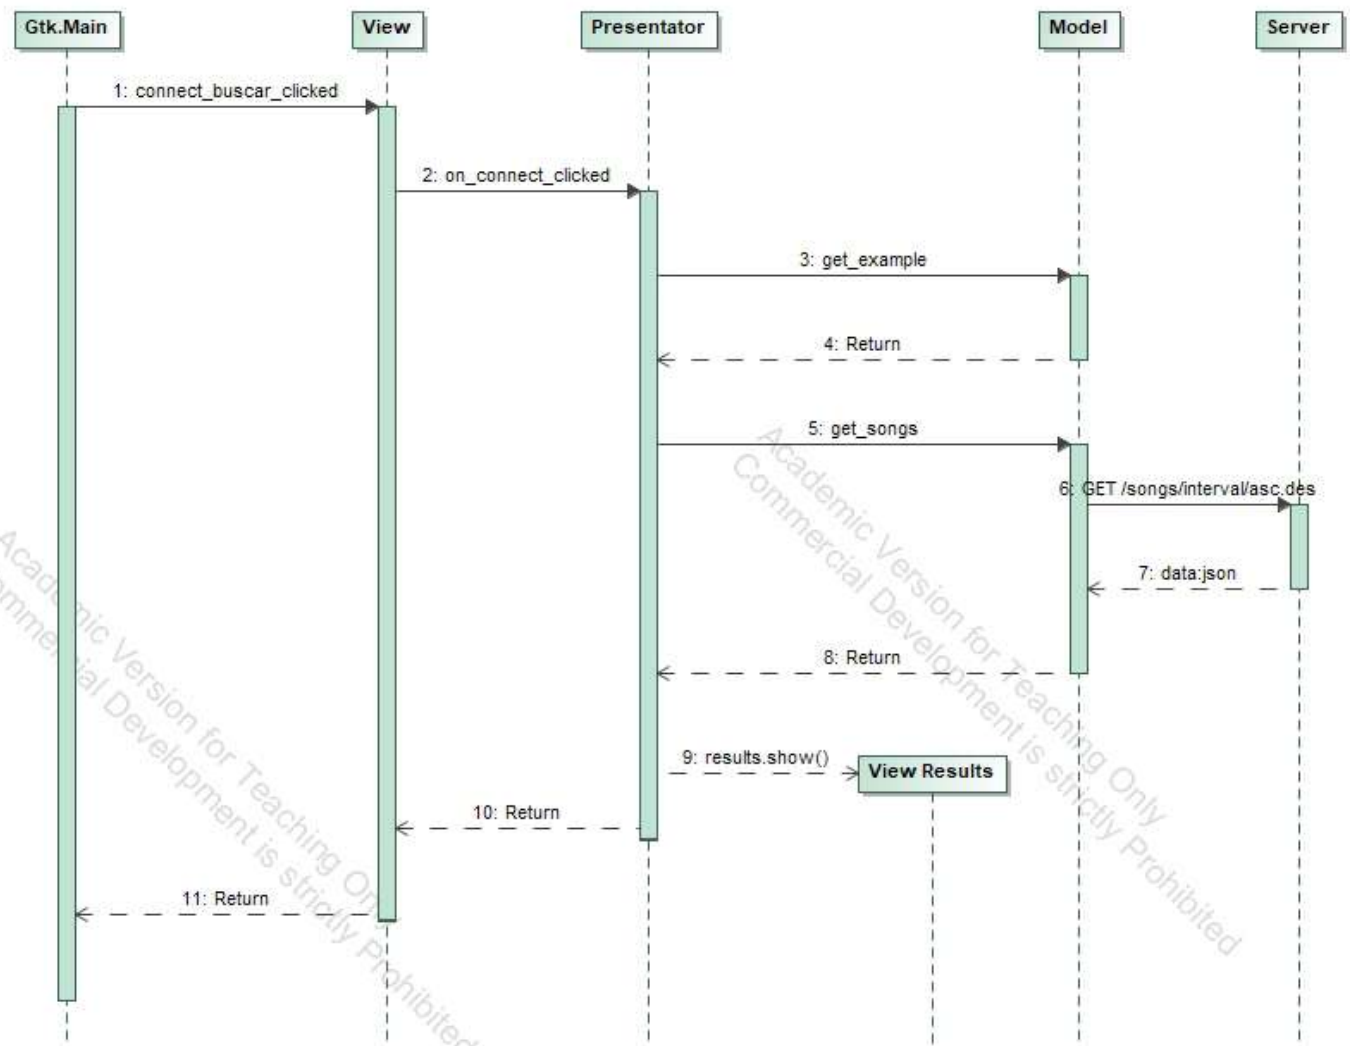 Gtk.Main
View
Presentator
Model
Server
1: connect_buscar_clicked
2: on_connect_clicked
3: get_example
4: Return
5: get_songs
6: GET /songs/interval/asc.des
7: data:json
8: Return
9: results.show()
View Results
10: Return
11: Return
Academic Version for Teaching Only
Commercial Development is strictly Prohibited
Academic Version for Teaching Only
ommercial Development is strictly Prohibited